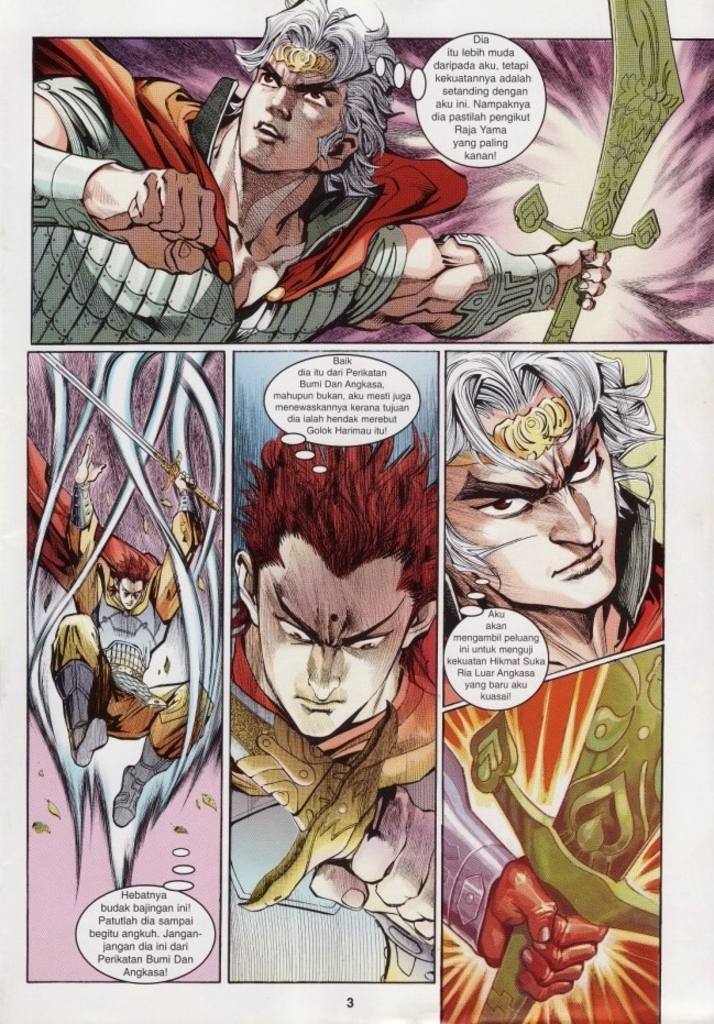 Dia
itu lebih muda
daripada aku, tetapi
kekuatannya adalah
setanding dengan
aku ini. Nampaknya
dia pastilah pengikut
Raja Yama
yang paling
kanan!
Hebatnya
budak bajingan ini!
Patutlah dia sampai
begitu angkuh. Jangan-
jangan dia ini dari
Perikatan Bumi Dan
Angkasa!
Baik
dia itu dari Perikatan
Bumi Dan Angkasa,
mahupun bukan, aku mesti juga
menewaskannya kerana tujuan
dia ialah hendak merebut
Golok Harimau itu!
Aku
akan
mengambil peluang
ini untuk menguji
kekuatan Hikmat Suka
Ria Luar Angkasa
yang baru aku
kuasai!
3